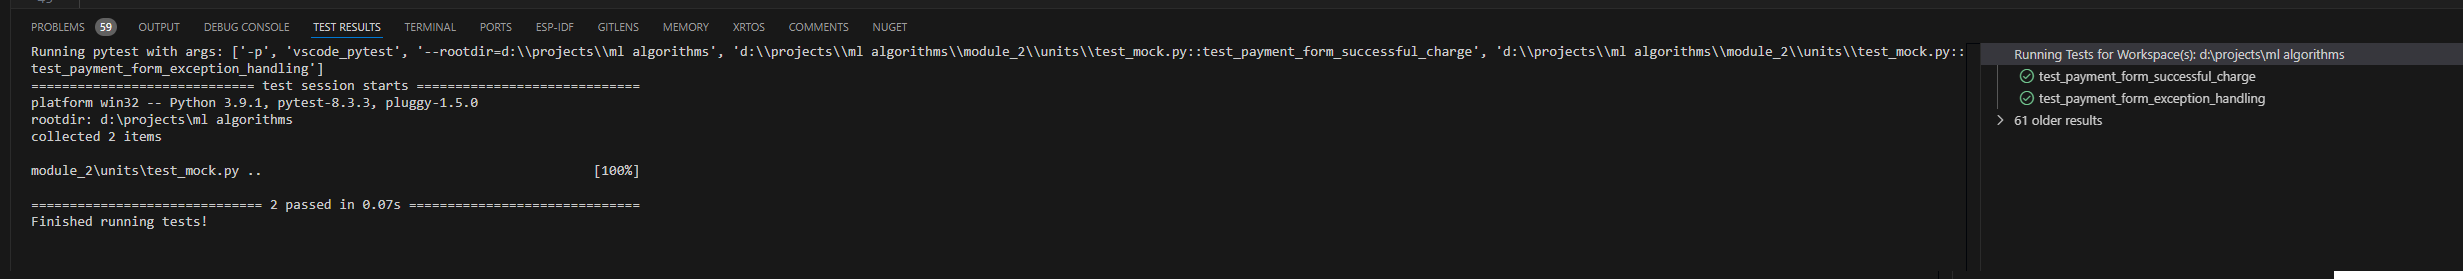 PROBLEMS 59 OUTPUT DEBUG CONSOLE TEST RESULTS TERMINAL PORTS ESP-IDF GITLENS MEMORY XRTOS COMMENTS NUGET
Running pytest with args: ['-p', 'vscode_pytest', '--rootdir=d:\\projects\\ml algorithms', 'd:\\projects\\ml algorithms\\module_2\\units\\test_mock.py::test_payment_form_successful_charge', 'd:\\projects\\ml algorithms\\module_2\\units\\test_mock.py::
test_payment_form_exception_handling']
============================= test session starts =============================
platform win32 -- Python 3.9.1, pytest-8.3.3, pluggy-1.5.0
rootdir: d:\projects\ml algorithms
collected 2 items
module_2\units\test_mock.py .. [100%]
============================== 2 passed in 0.07s ==============================
Finished running tests!
Running Tests for Workspace(s): d:\projects\ml algorithms
test_payment_form_successful_charge
test_payment_form_exception_handling
61 older results